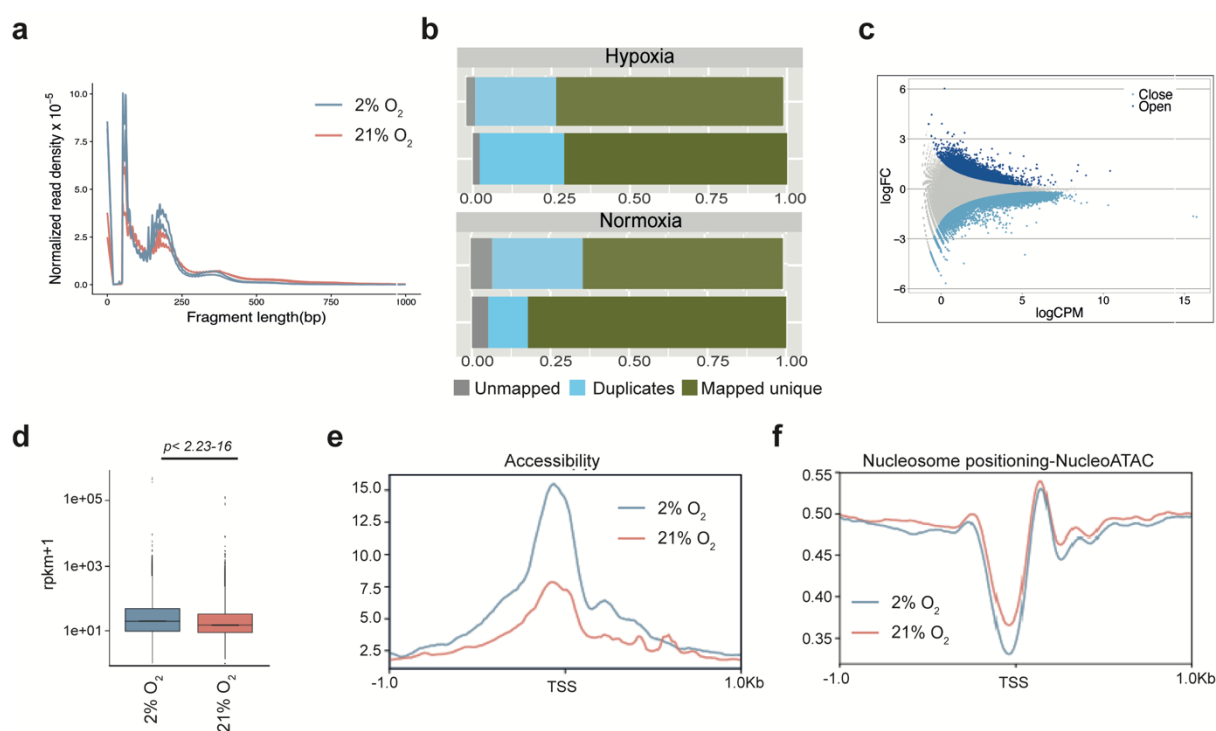 a
Normalized read density x 10⁻⁵
10.0
7.5
5.0
2.5
0.0
0
250
500
750
1000
Fragment length(bp)
2% O₂
21% O₂
b
Hypoxia
0.00
0.25
0.50
0.75
1.00
Normoxia
0.00
0.25
0.50
0.75
1.00
Unmapped
Duplicates
Mapped unique
c
logFC
6
3
0
-3
-6
0
5
10
15
logCPM
Close
Open
d
p< 2.23-16
rpkm+1
1e+05
1e+03
1e+01
2% O₂
21% O₂
e
Accessibility
15.0
12.5
10.0
7.5
5.0
2.5
-1.0
TSS
1.0Kb
2% O₂
21% O₂
f
Nucleosome positioning-NucleoATAC
0.55
0.50
0.45
0.40
0.35
-1.0
TSS
1.0Kb
2% O₂
21% O₂